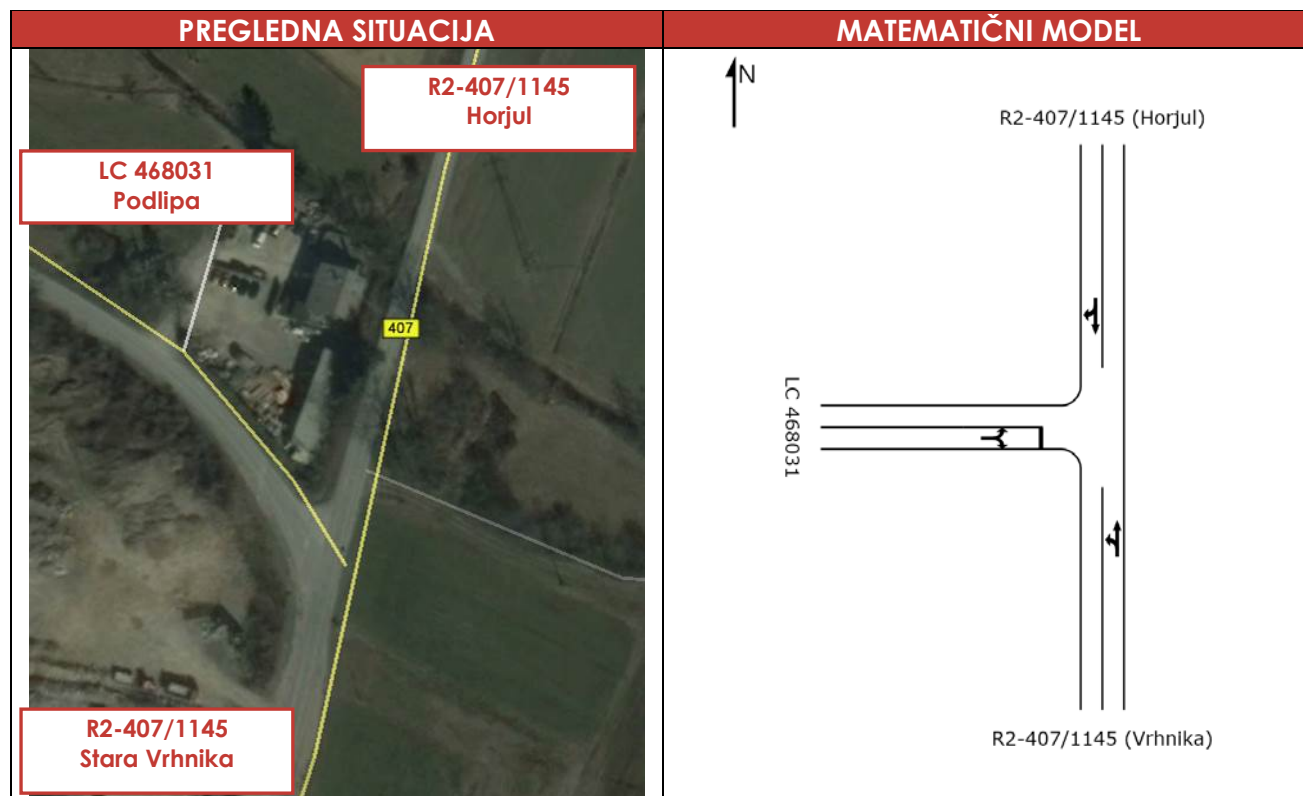 PREGLEDNA SITUACIJA
MATEMATIČNI MODEL
R2-407/1145
Horjul
LC 468031
Podlipa
407
R2-407/1145
Stara Vrhnika
N
R2-407/1145 (Horjul)
LC 468031
R2-407/1145 (Vrhnika)